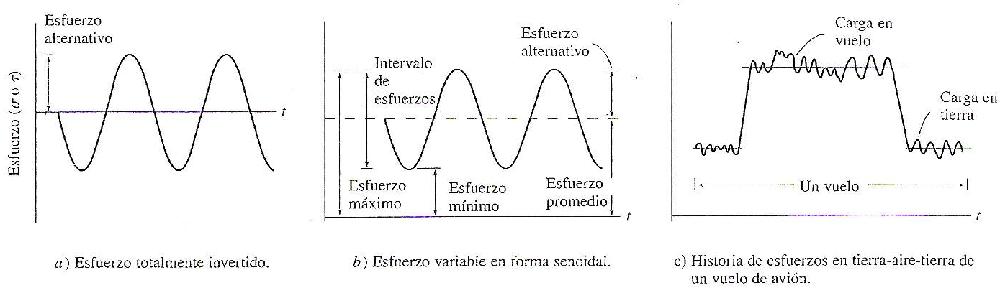 Esfuerzo (σ o τ)
Esfuerzo
alternativo
t
a) Esfuerzo totalmente invertido.
Intervalo
de
esfuerzos
Esfuerzo
alternativo
Esfuerzo
máximo
Esfuerzo
mínimo
Esfuerzo
promedio
t
b) Esfuerzo variable en forma senoidal.
Carga en
vuelo
Carga en
tierra
Un vuelo
t
c) Historia de esfuerzos en tierra-aire-tierra de
un vuelo de avión.